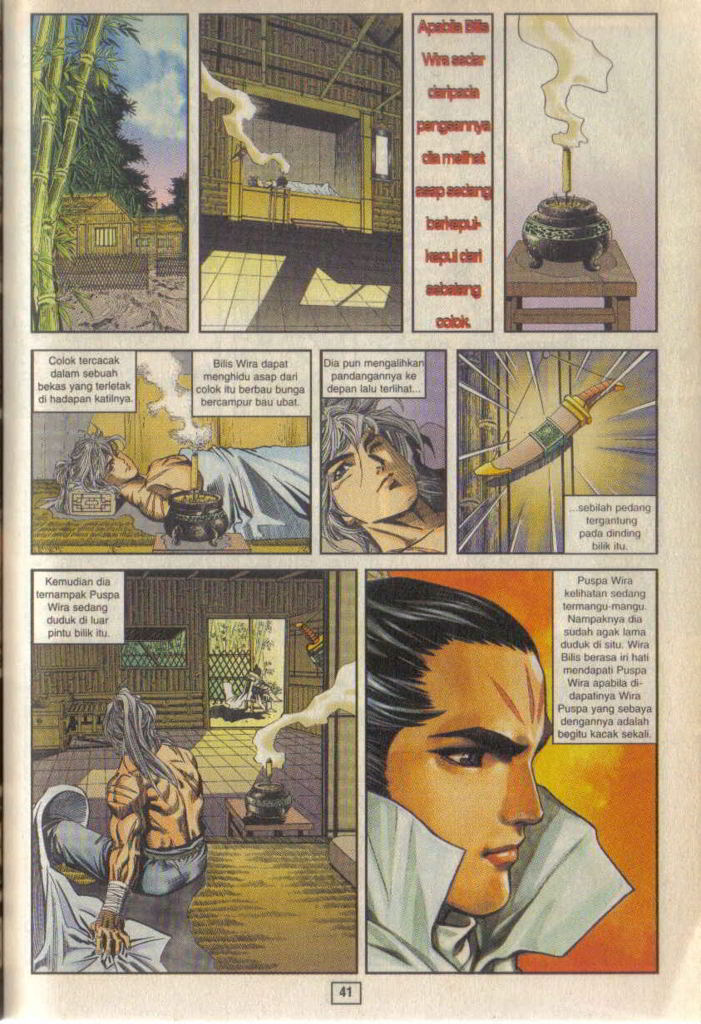 Apabila Bilis
Wira sedar
daripada
pengsannya
dia melihat
asap sedang
berkepul-
kepul dari
sebatang
colok.
Colok tercacak
dalam sebuah
bekas yang terletak
di hadapan katilnya.
Bilis Wira dapat
menghidu asap dari
colok itu berbau bunga
bercampur bau ubat.
Dia pun mengalihkan
pandangannya ke
depan lalu terlihat...
...sebilah pedang
tergantung
pada dinding
bilik itu.
Kemudian dia
ternampak Puspa
Wira sedang
duduk di luar
pintu bilik itu.
Puspa Wira
kelihatan sedang
termangu-mangu.
Nampaknya dia
sudah agak lama
duduk di situ. Wira
Bilis berasa iri hati
mendapati Puspa
Wira apabila di-
dapatinya Wira
Puspa yang sebaya
dengannya adalah
begitu kacak sekali.
41